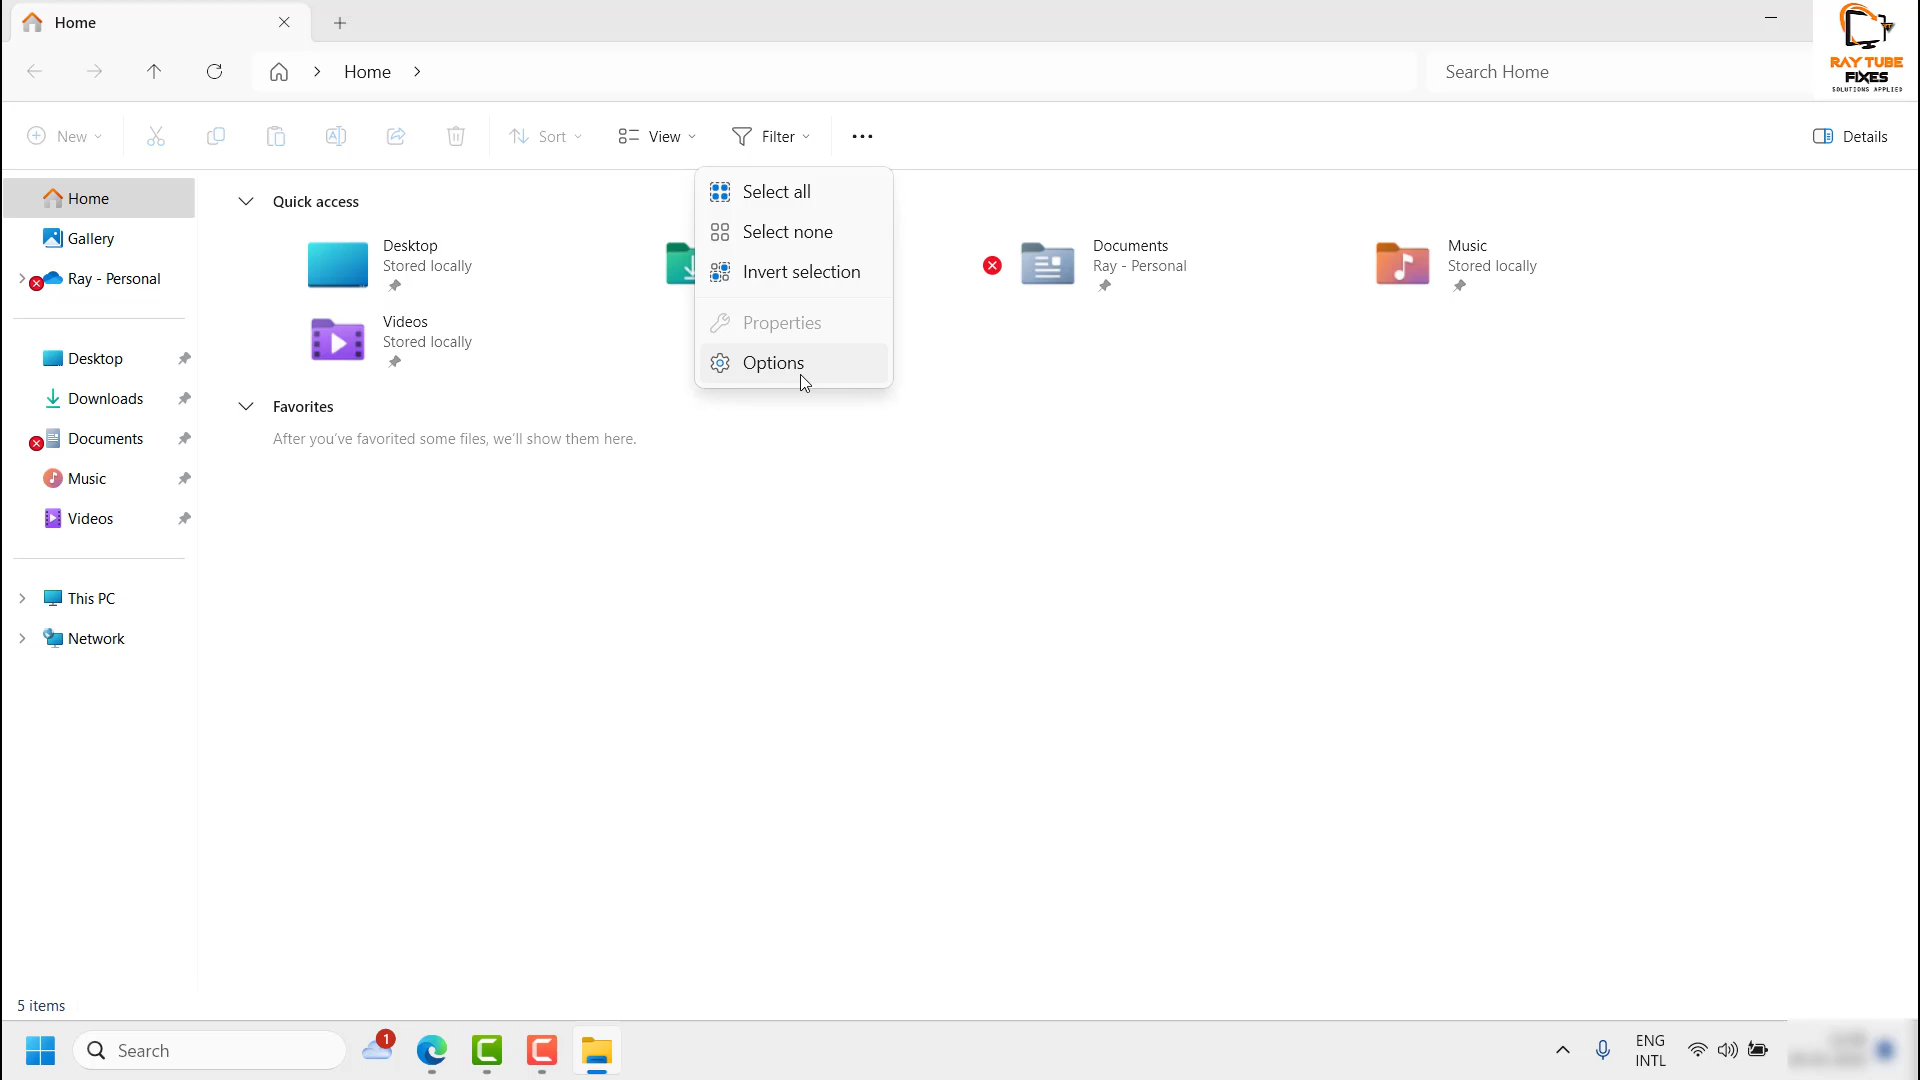 Home
RAY TUBE
FIXES
SOLUTIONS APPLIED
Home
Search Home
New
Sort
View
Filter
Details
Home
Gallery
Ray - Personal
Desktop
Downloads
Documents
Music
Videos
This PC
Network
Quick access
Desktop
Stored locally
Documents
Ray - Personal
Music
Stored locally
Videos
Stored locally
Favorites
After you've favorited some files, we'll show them here.
Select all
Select none
Invert selection
Properties
Options
5 items
Search
1
ENG
INTL